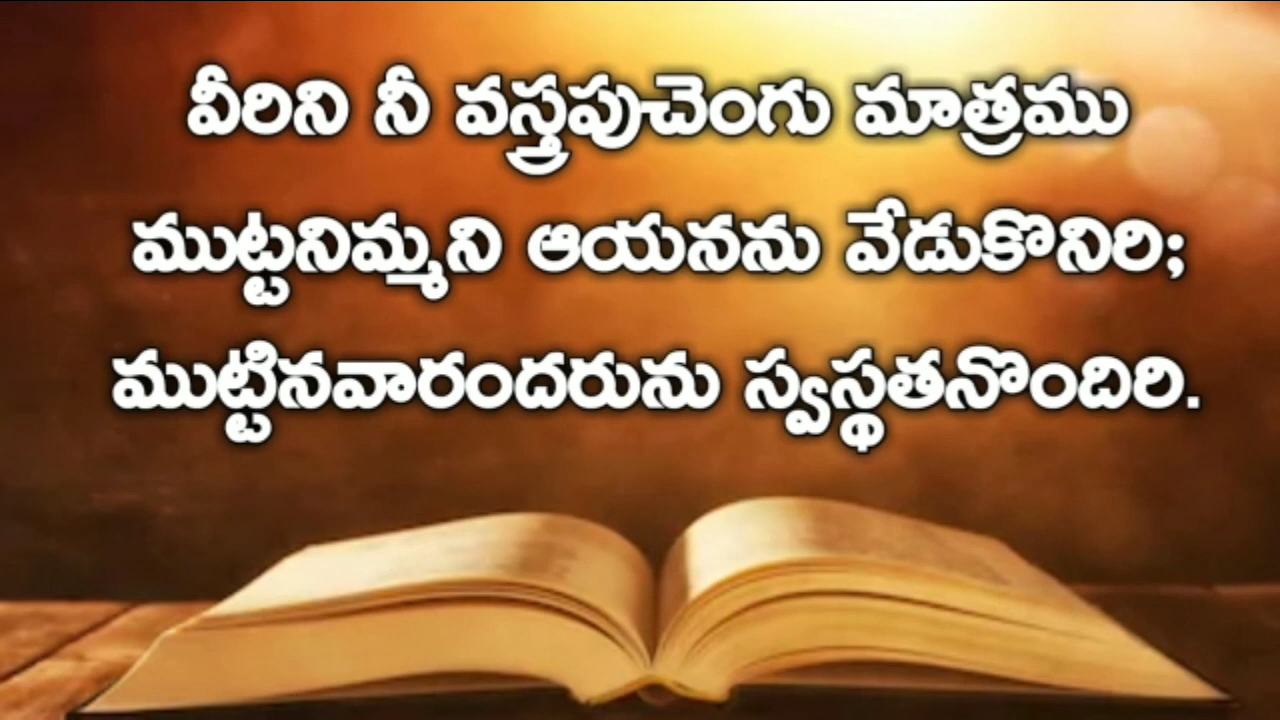 వీరిని నీ వస్త్రపుచెంగు మాత్రము
ముట్టనిమ్మని ఆయనను వేడుకొనిరి;
ముట్టినవారందరును స్వస్థతనొందిరి.